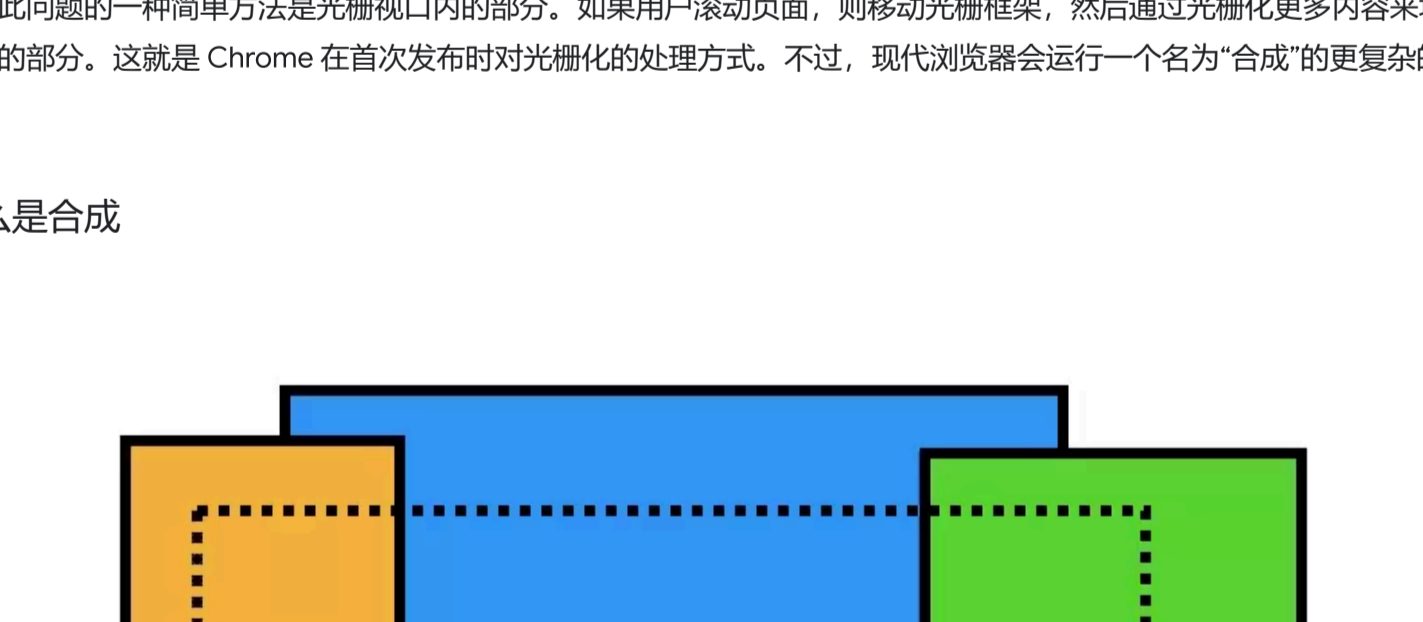 此问题的一种简单方法是光栅视口内的部分。如果用户滚动页面，则移动光栅框架，然后通过光栅化更多内容来
的部分。这就是 Chrome 在首次发布时对光栅化的处理方式。不过，现代浏览器会运行一个名为“合成”的更复杂的
么是合成